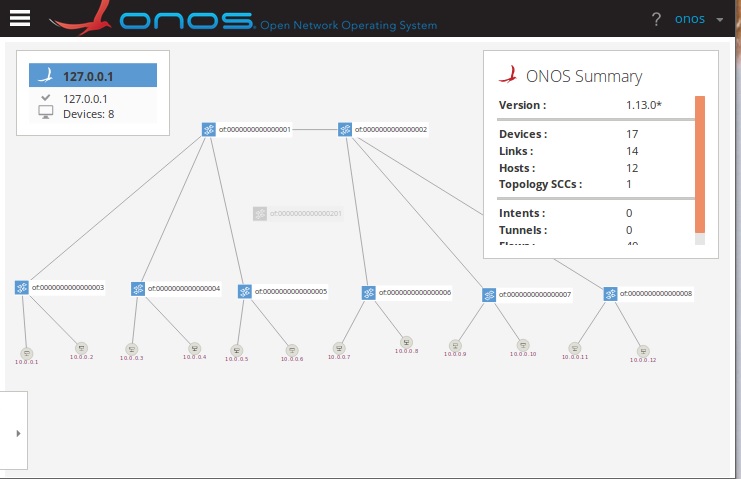 onos. Open Network Operating System
? onos
127.0.0.1
127.0.0.1
Devices: 8
ONOS Summary
Version : 1.13.0*
Devices : 17
Links : 14
Hosts : 12
Topology SCCs : 1
Intents : 0
Tunnels : 0
of:0000000000000001
of:0000000000000002
of:0000000000000201
of:0000000000000003
of:0000000000000004
of:0000000000000005
of:0000000000000006
of:0000000000000007
of:0000000000000008
10.0.0.1
10.0.0.2
10.0.0.3
10.0.0.4
10.0.0.5
10.0.0.6
10.0.0.7
10.0.0.8
10.0.0.9
10.0.0.10
10.0.0.11
10.0.0.12